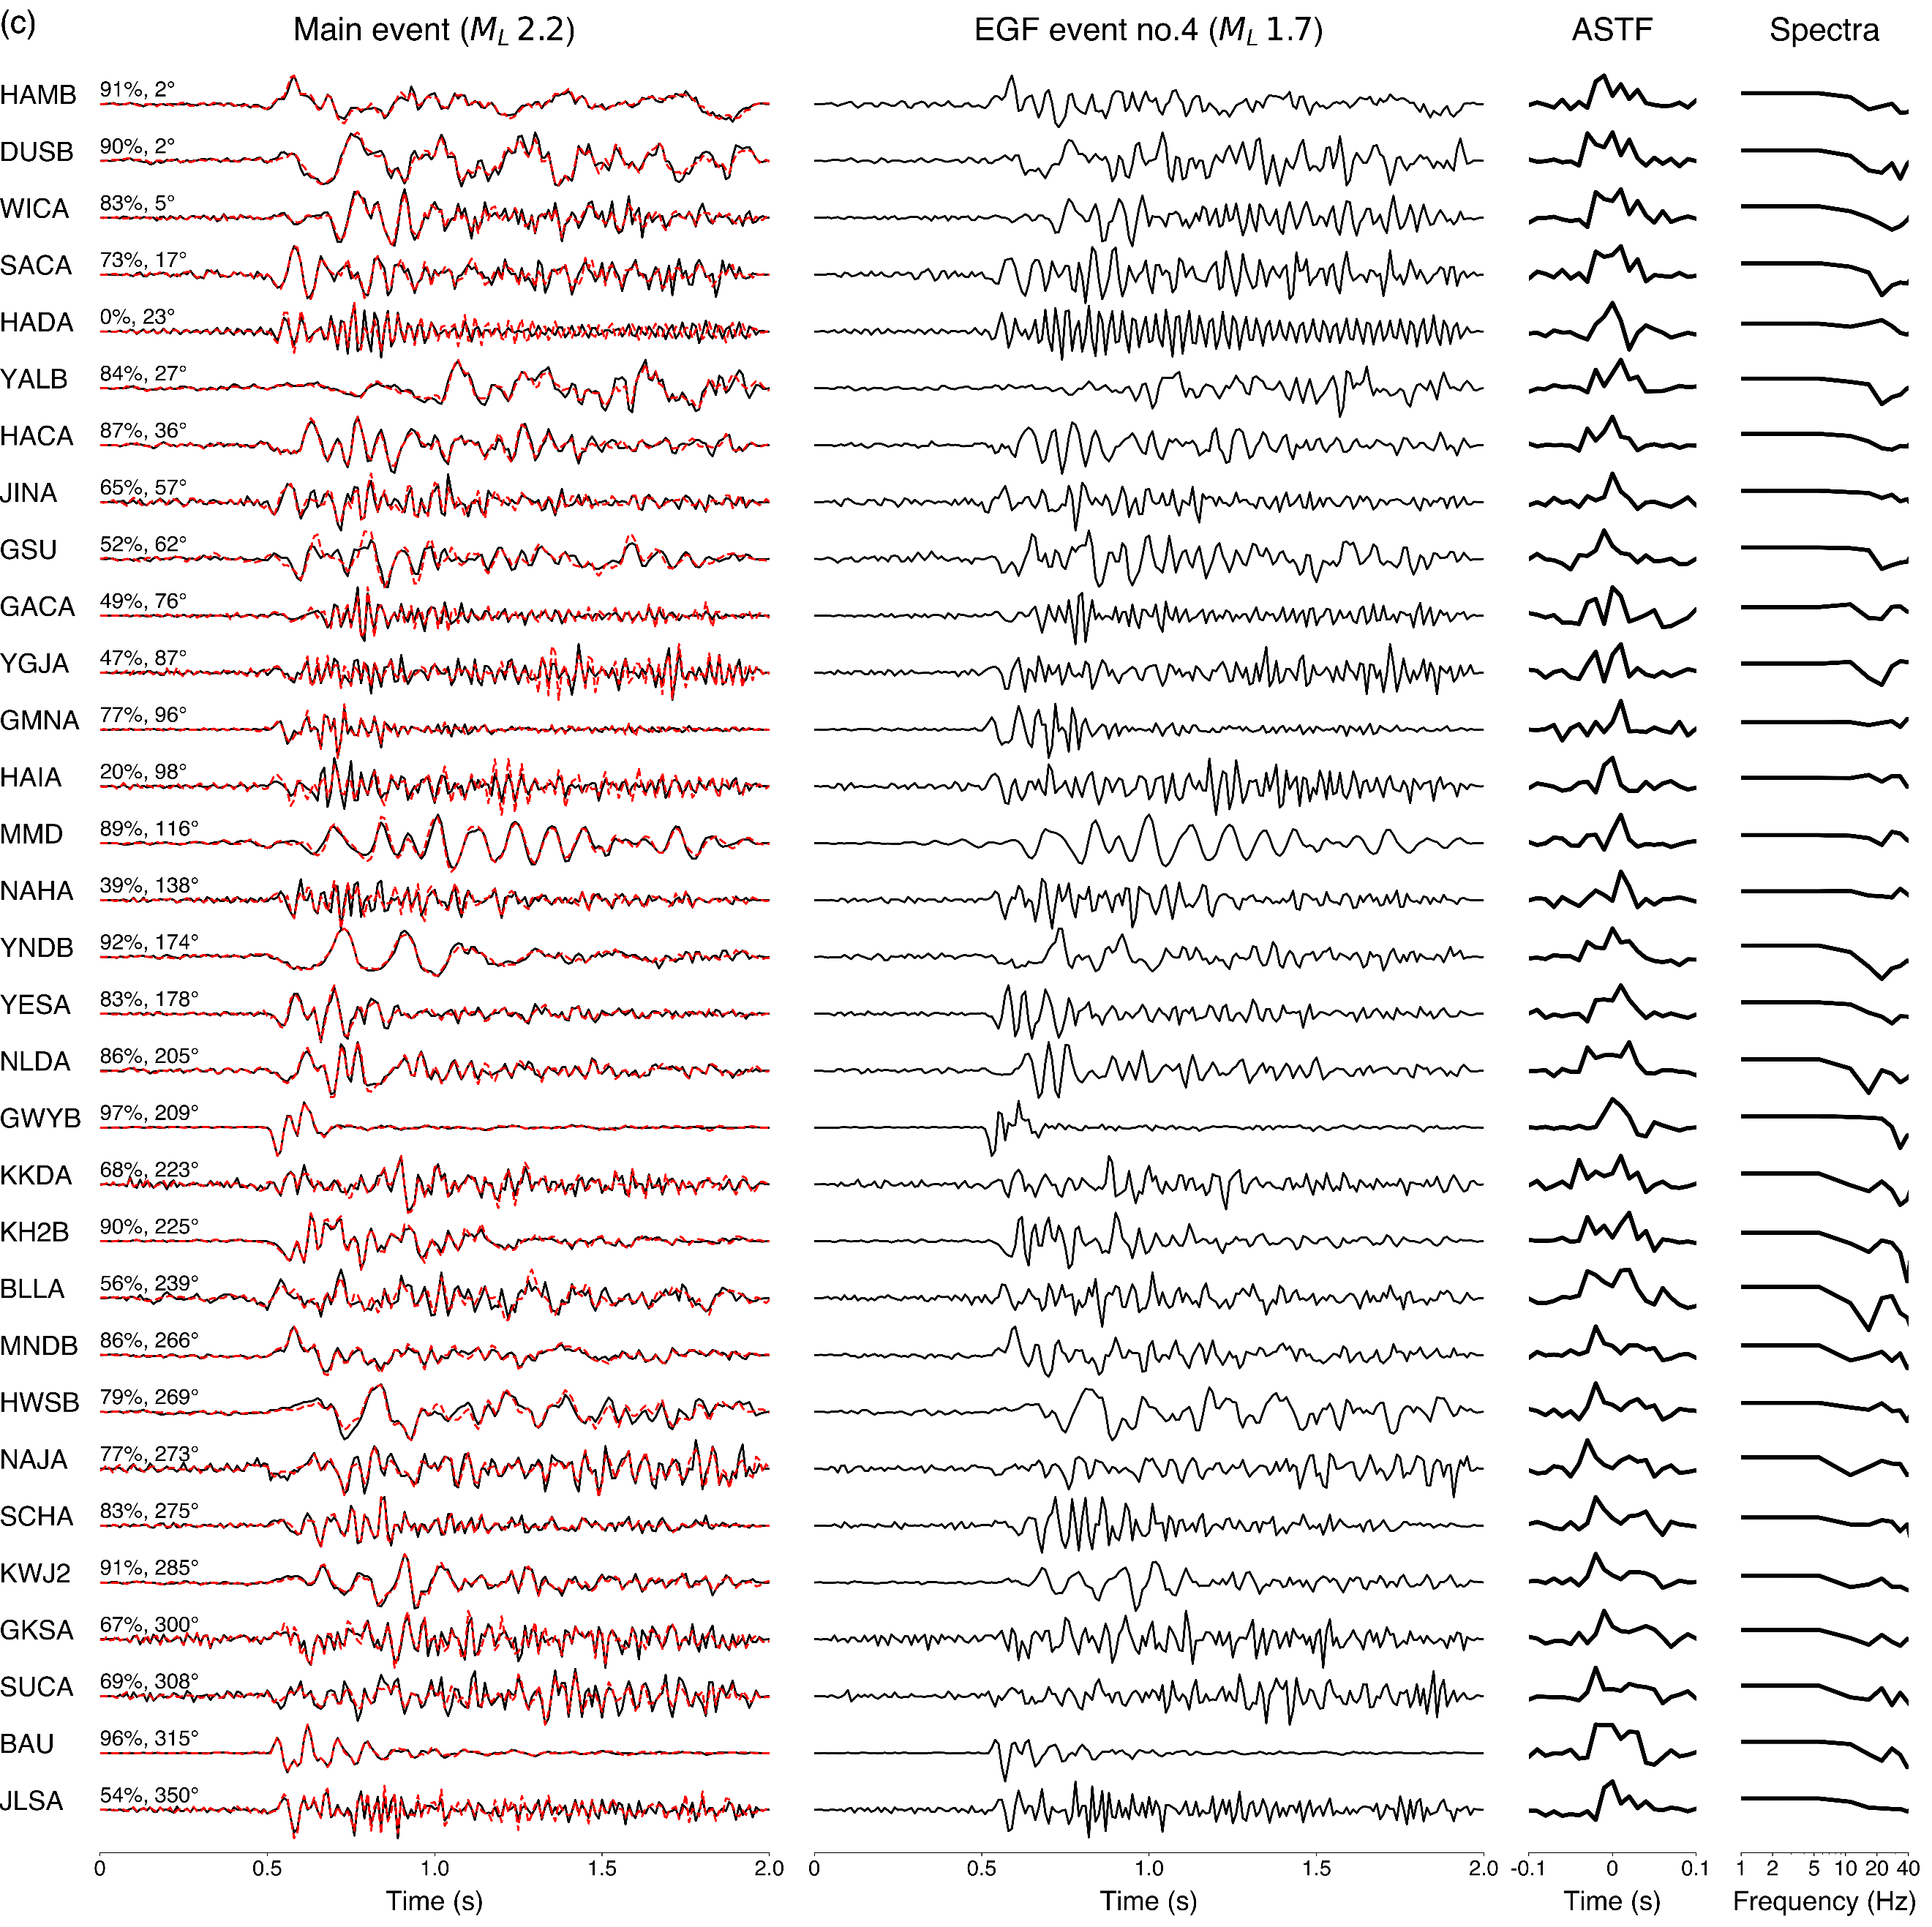 (c) Main event (M_L 2.2) EGF event no.4 (M_L 1.7) ASTF Spectra
HAMB 91%, 2°
DUSB 90%, 2°
WICA 83%, 5°
SACA 73%, 17°
HADA 0%, 23°
YALB 84%, 27°
HACA 87%, 36°
JINA 65%, 57°
GSU 52%, 62°
GACA 49%, 76°
YGJA 47%, 87°
GMNA 77%, 96°
HAIA 20%, 98°
MMD 89%, 116°
NAHA 39%, 138°
YNDB 92%, 174°
YESA 83%, 178°
NLDA 86%, 205°
GWYB 97%, 209°
KKDA 68%, 223°
KH2B 90%, 225°
BLLA 56%, 239°
MNDB 86%, 266°
HWSB 79%, 269°
NAJA 77%, 273°
SCHA 83%, 275°
KWJ2 91%, 285°
GKSA 67%, 300°
SUCA 69%, 308°
BAU 96%, 315°
JLSA 54%, 350°
0 0.5 1.0 1.5 2.0 0 0.5 1.0 1.5 2.0 -0.1 0 0.1 1 2 5 10 20 40
Time (s) Time (s) Time (s) Frequency (Hz)